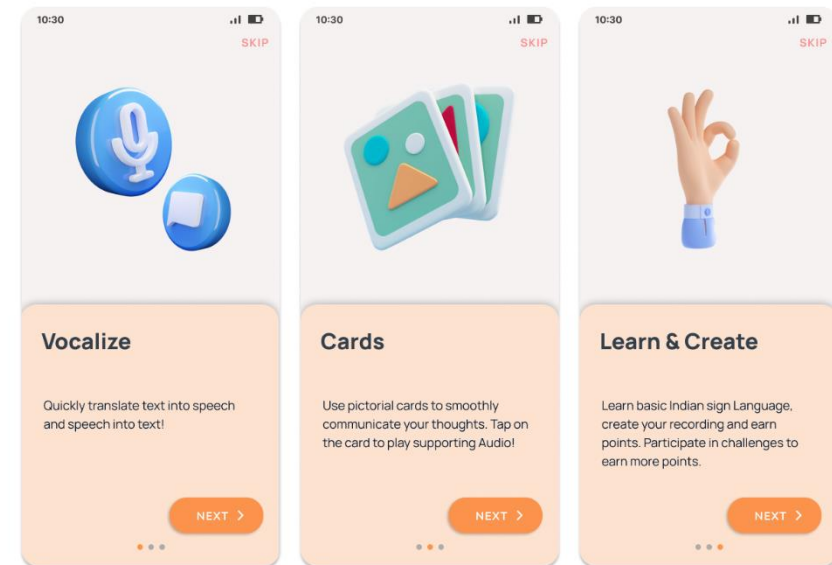 10:30
SKIP
Vocalize
Quickly translate text into speech
and speech into text!
NEXT >
10:30
SKIP
Cards
Use pictorial cards to smoothly
communicate your thoughts. Tap on
the card to play supporting Audio!
NEXT >
10:30
SKIP
Learn & Create
Learn basic Indian sign Language,
create your recording and earn
points. Participate in challenges to
earn more points.
NEXT >